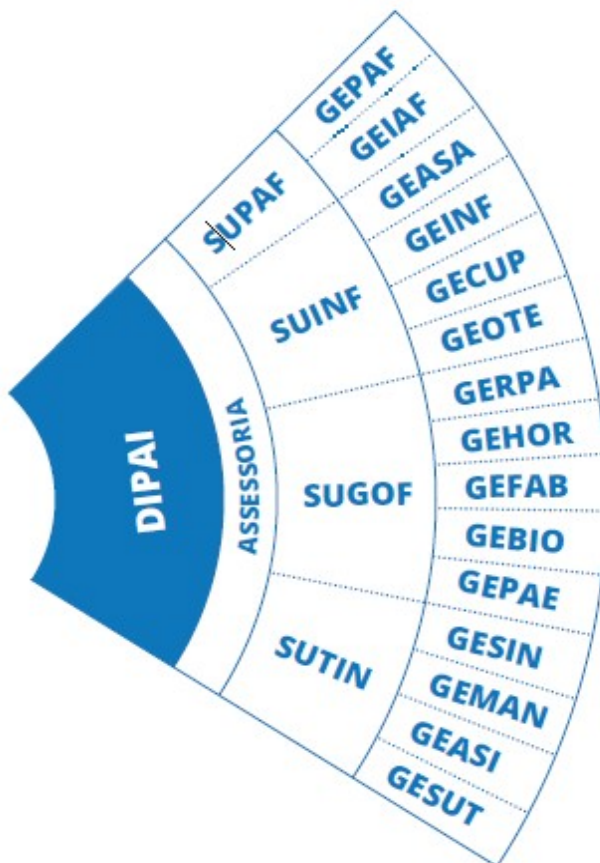 DIPAI
ASSESSORIA
SUPAF
SUINF
SUGOF
SUTIN
GEPAF
GEIAF
GEASA
GEINF
GECUP
GEOTE
GERPA
GEHOR
GEFAB
GEBIO
GEPAE
GESIN
GEMAN
GEASI
GESUT